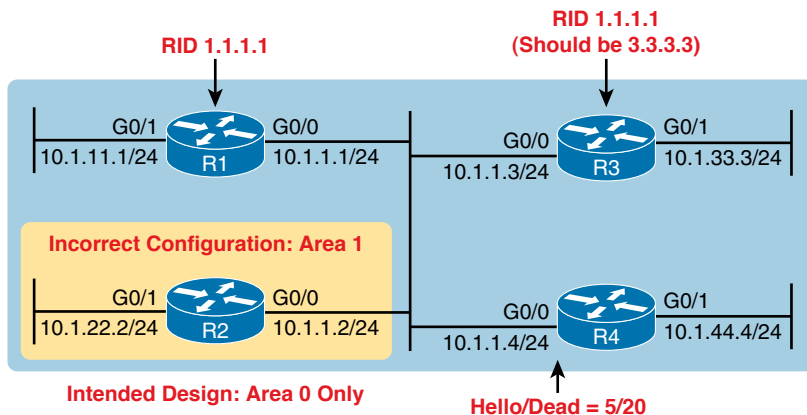 RID 1.1.1.1
RID 1.1.1.1
(Should be 3.3.3.3)
G0/1
G0/0
10.1.11.1/24
R1
10.1.1.1/24
G0/0
G0/1
10.1.1.3/24
R3
10.1.33.3/24
Incorrect Configuration: Area 1
G0/1
G0/0
10.1.22.2/24
R2
10.1.1.2/24
G0/0
G0/1
10.1.1.4/24
R4
10.1.44.4/24
Intended Design: Area 0 Only
Hello/Dead = 5/20